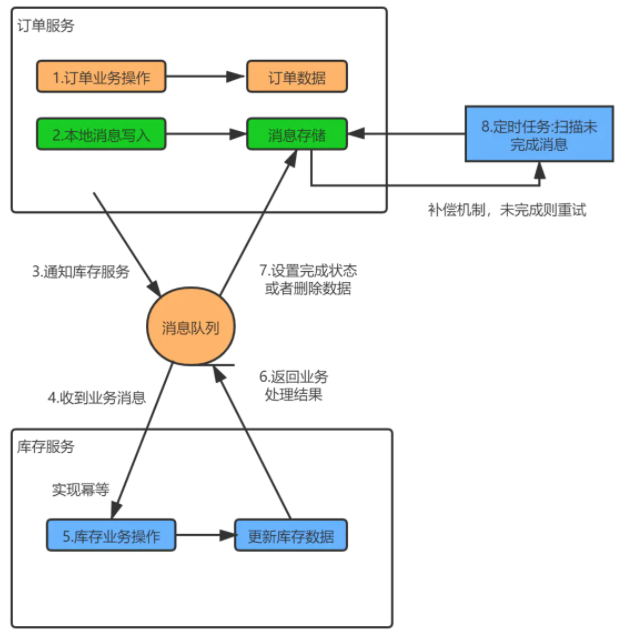 订单服务
1.订单业务操作
订单数据
2.本地消息写入
消息存储
8.定时任务:扫描未
完成消息
补偿机制，未完成则重试
3.通知库存服务
7.设置完成状态
或者删除数据
消息队列
4.收到业务消息
6.返回业务
处理结果
库存服务
实现幂等
5.库存业务操作
更新库存数据